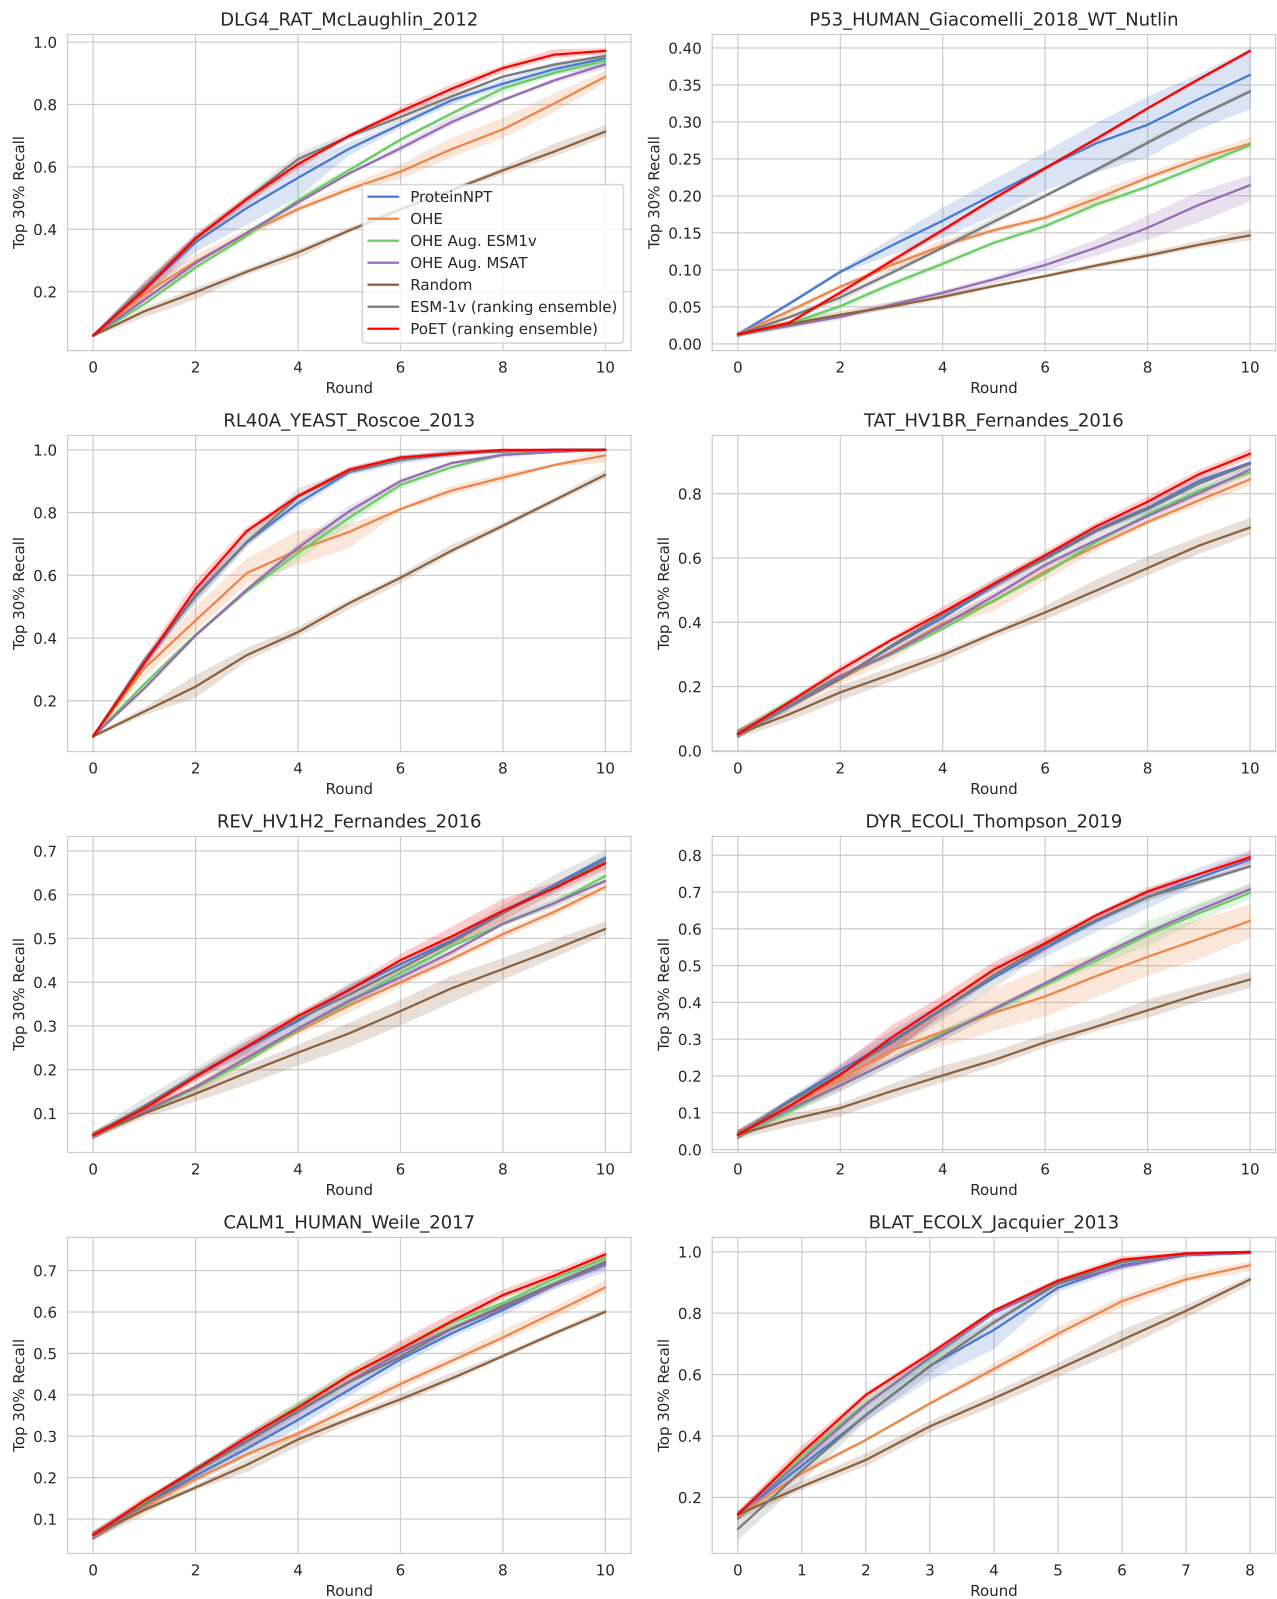 DLG4_RAT_McLaughlin_2012
1.0
0.8
0.6
0.4
0.2
Top 30% Recall
ProteinNPT
OHE
OHE Aug. ESM1v
OHE Aug. MSAT
Random
ESM-1v (ranking ensemble)
PoET (ranking ensemble)
0 2 4 6 8 10
Round
P53_HUMAN_Giacomelli_2018_WT_Nutlin
0.40
0.35
0.30
0.25
0.20
0.15
0.10
0.05
0.00
Top 30% Recall
0 2 4 6 8 10
Round
RL40A_YEAST_Roscoe_2013
1.0
0.8
0.6
0.4
0.2
Top 30% Recall
0 2 4 6 8 10
Round
TAT_HV1BR_Fernandes_2016
0.8
0.6
0.4
0.2
0.0
Top 30% Recall
0 2 4 6 8 10
Round
REV_HV1H2_Fernandes_2016
0.7
0.6
0.5
0.4
0.3
0.2
0.1
Top 30% Recall
0 2 4 6 8 10
Round
DYR_ECOLI_Thompson_2019
0.8
0.7
0.6
0.5
0.4
0.3
0.2
0.1
0.0
Top 30% Recall
0 2 4 6 8 10
Round
CALM1_HUMAN_Weile_2017
0.7
0.6
0.5
0.4
0.3
0.2
0.1
Top 30% Recall
0 2 4 6 8 10
Round
BLAT_ECOLX_Jacquier_2013
1.0
0.8
0.6
0.4
0.2
Top 30% Recall
0 1 2 3 4 5 6 7 8
Round